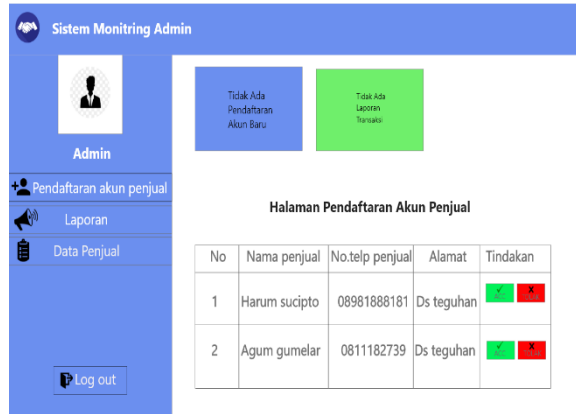 Sistem Monitring Admin
Admin
Pendaftaran akun penjual
Laporan
Data Penjual
Log out
Tidak Ada
Pendaftaran
Akun Baru
Tidak Ada
Laporan
Transaksi
Halaman Pendaftaran Akun Penjual
No Nama penjual No.telp penjual Alamat Tindakan
1 Harum sucipto 08981888181 Ds teguhan
2 Agum gumelar 0811182739 Ds teguhan